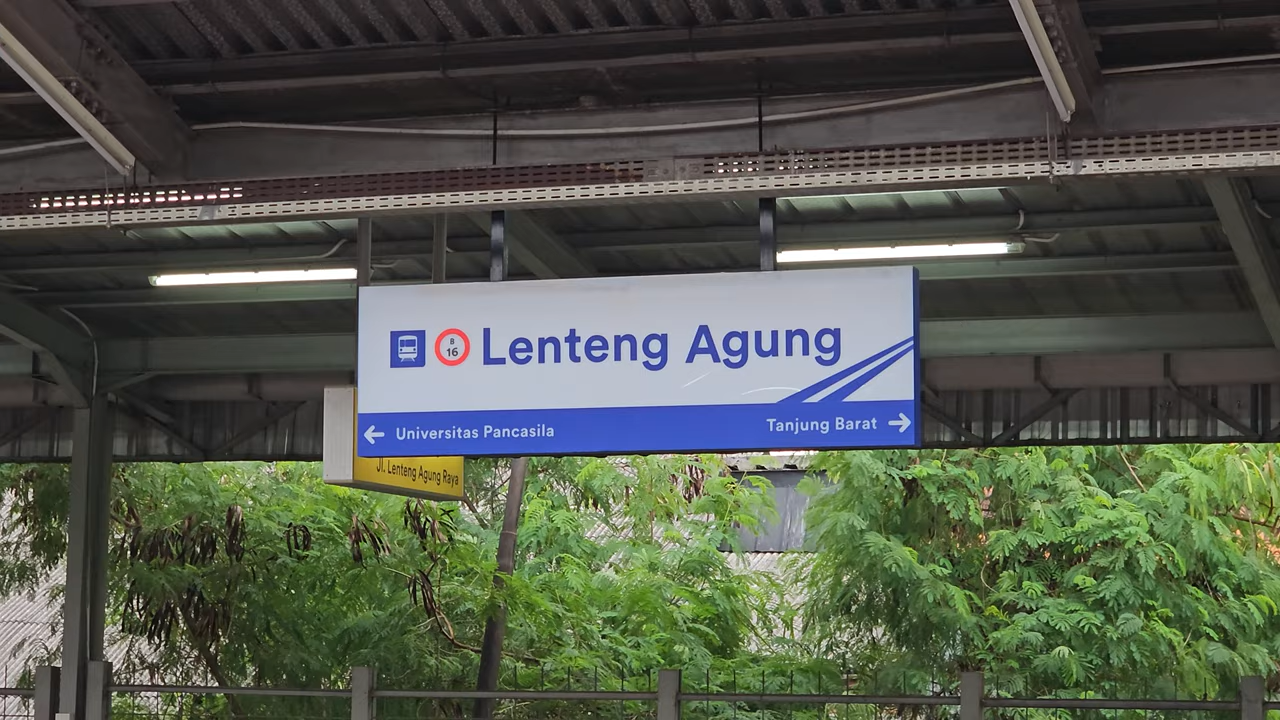 B
16
Lenteng Agung
← Universitas Pancasila
Tanjung Barat →
Jl. Lenteng Agung Raya